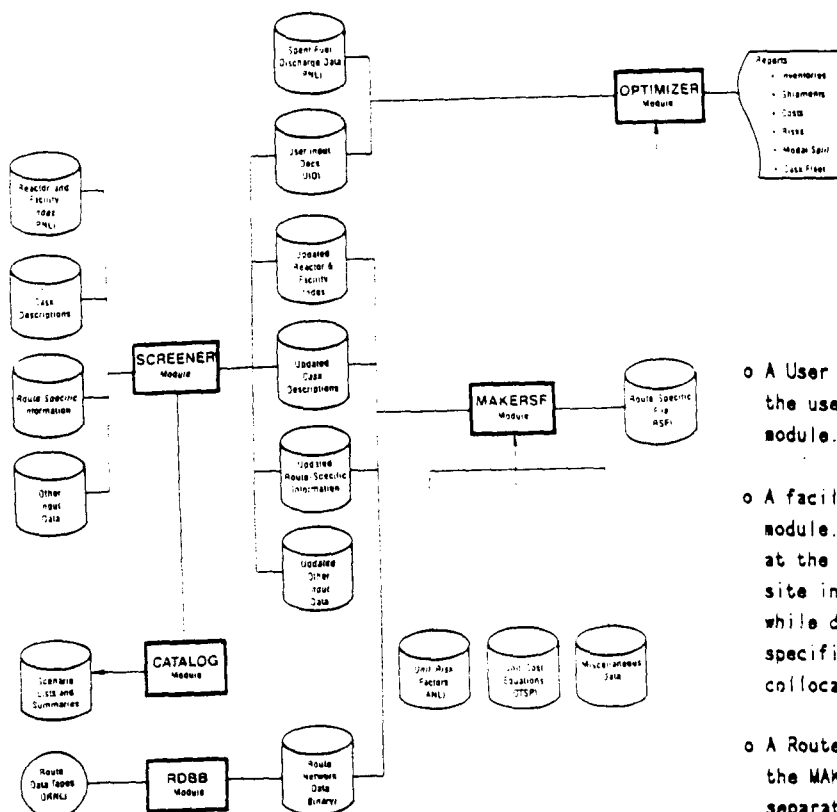 Spent Fuel
Discharge Data
PNL)
OPTIMIZER
Module
Reports
• Inventories
• Shipments
• Costs
• Risks
• Modal Split
• Cask Fleet
User Input
Deck
UID)
Reactor and
Facility
Index
PNL)
Updated
Reactor &
Facility
Index
Cask
Descriptions
SCREENER
Module
Updated
Cask
Descriptions
Route Specific
Information
MAKERSF
Module
Route-Specific
File
RSF)
Other
Input
Data
Updated
Route-Specific
Information
Updated
Other
Input
Data
CATALOG
Module
Scenario
Lists and
Summaries
Unit Risk
Factors
ANL)
Unit Cost
Equations
Miscellaneous
Data
Route
Data Tapes
ORNL)
RDBB
Module
Route
Network
Data
Binary)
o A User
the use
module.
o A facil
module.
at the
site in
while d
specifi
colloca
o A Route
the MAK
separat